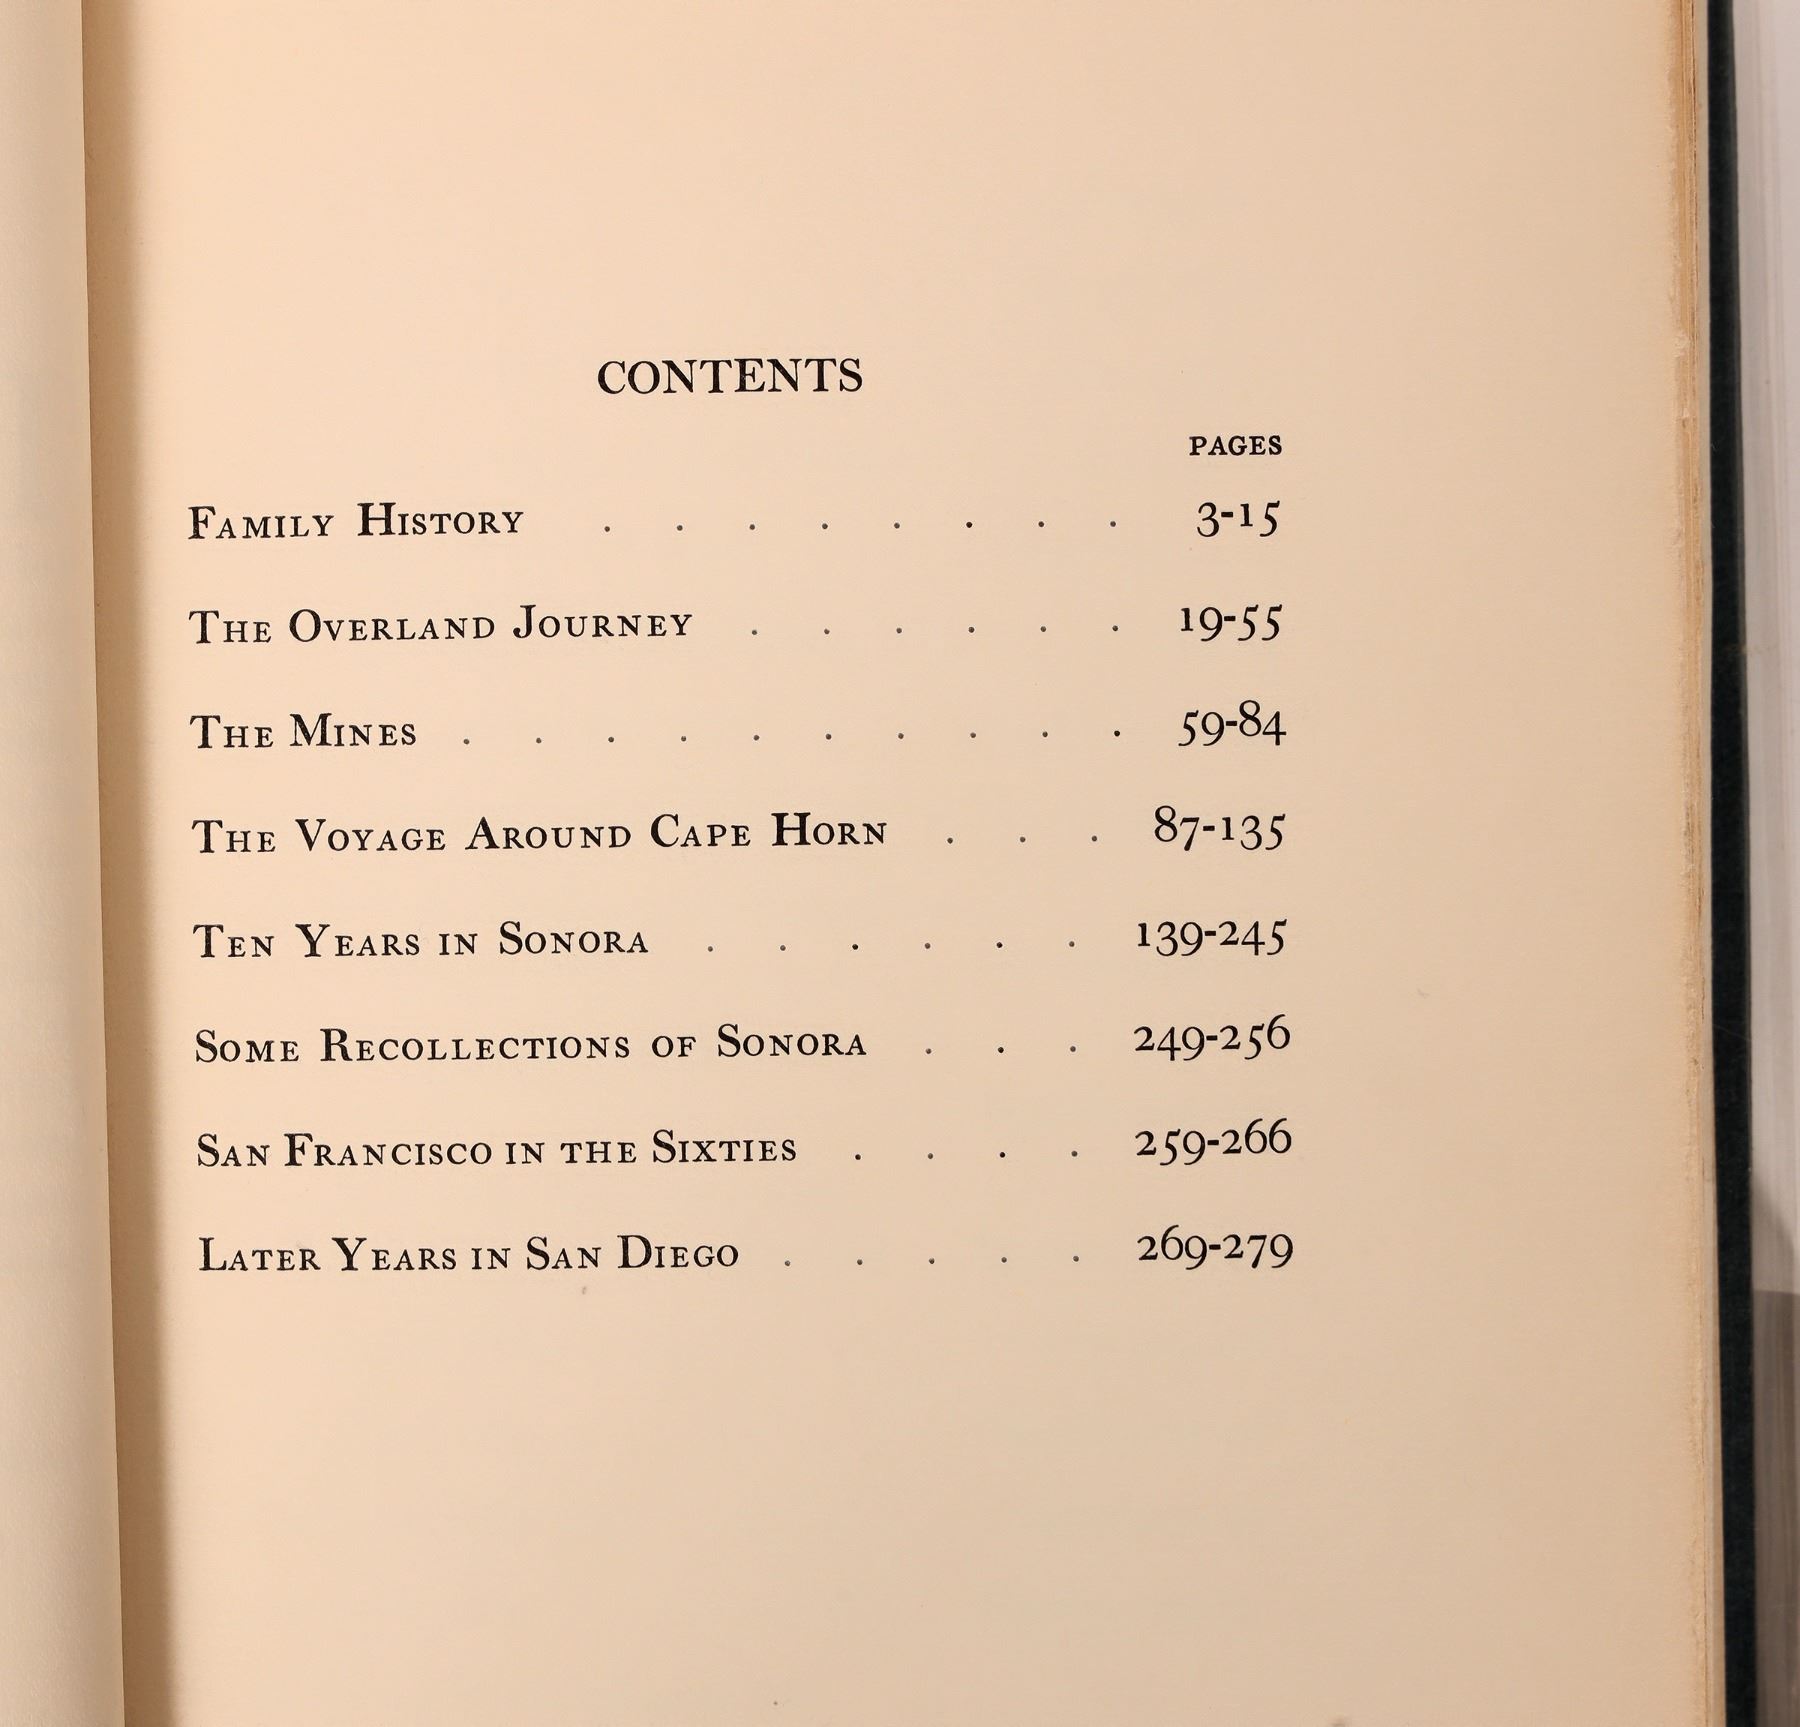 CONTENTS
PAGES
Family History . . . . . . . . 3-15
The Overland Journey . . . . . . 19-55
The Mines . . . . . . . . . . 59-84
The Voyage Around Cape Horn . . . 87-135
Ten Years in Sonora . . . . . . 139-245
Some Recollections of Sonora . . . 249-256
San Francisco in the Sixties . . . . 259-266
Later Years in San Diego . . . . . 269-279